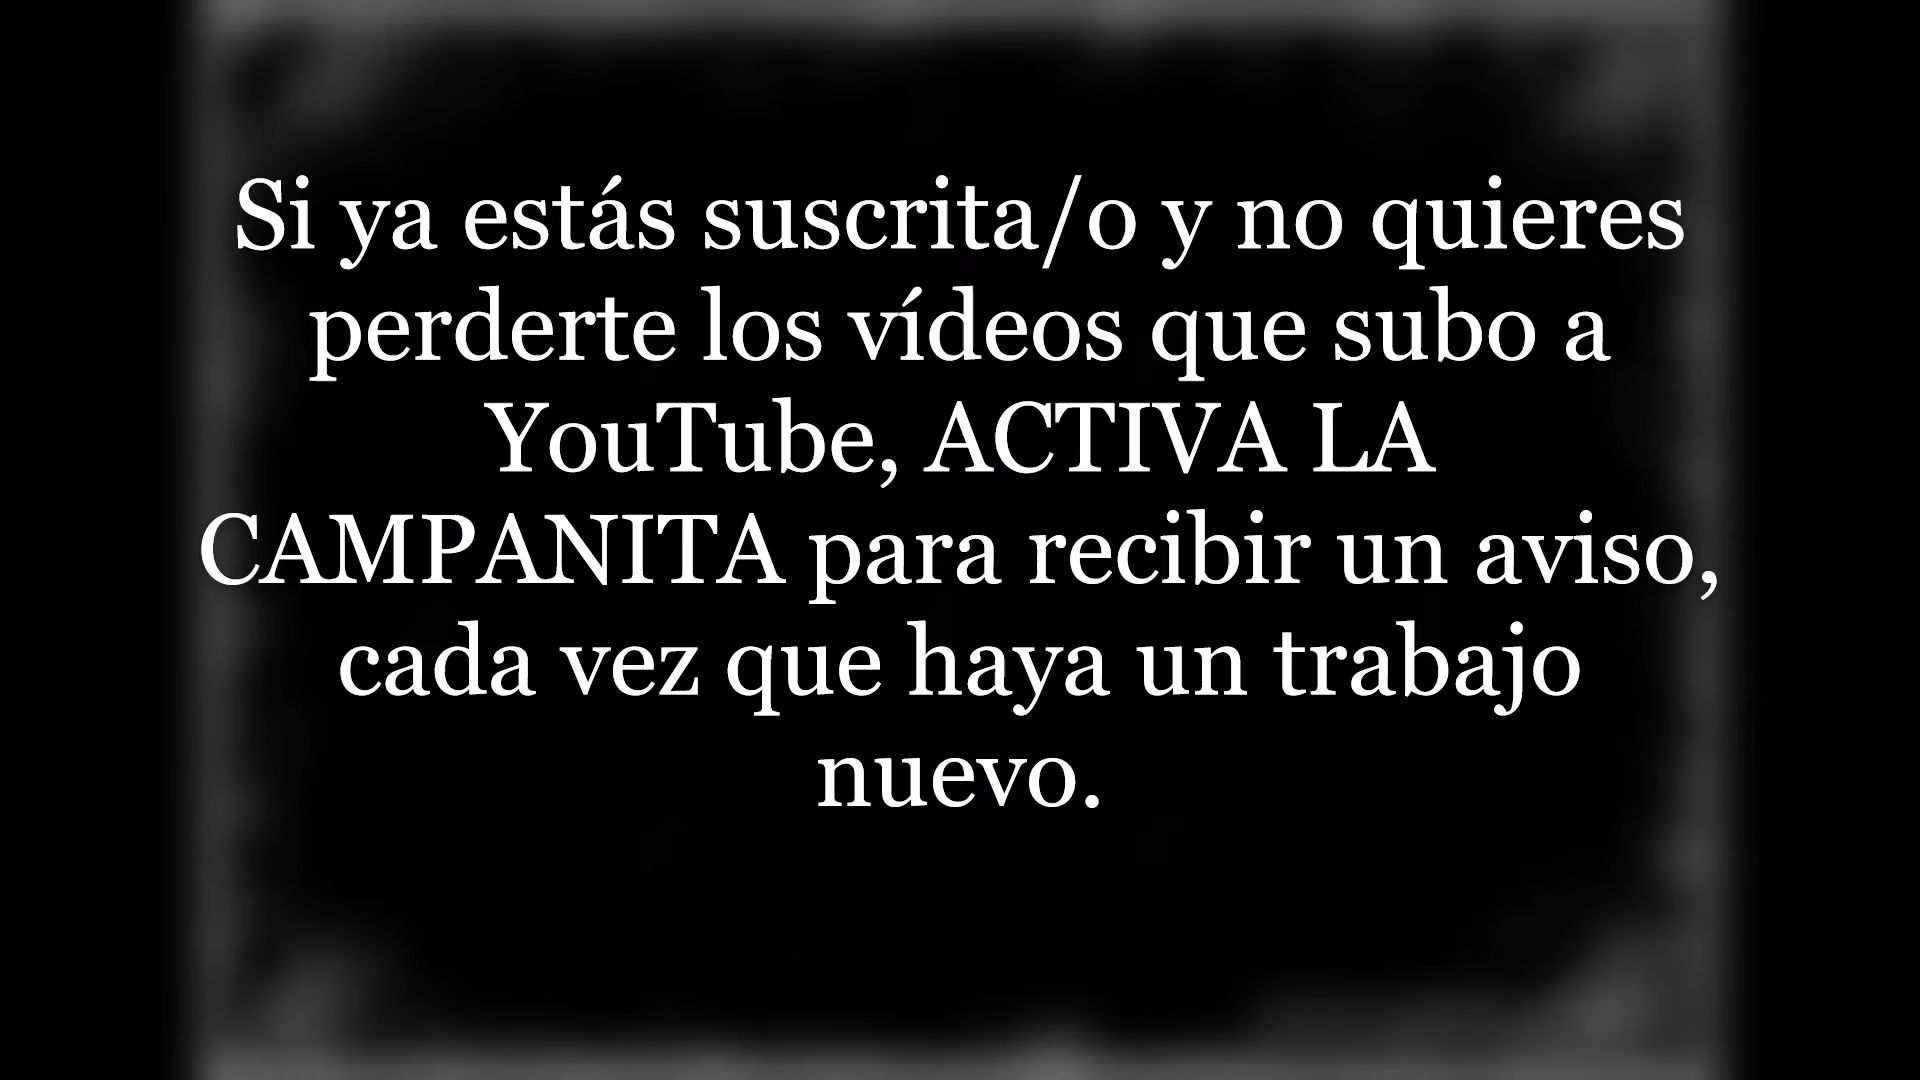 Si ya estás suscrita/o y no quieres
perderte los vídeos que subo a
YouTube, ACTIVA LA
CAMPANITA para recibir un aviso,
cada vez que haya un trabajo
nuevo.